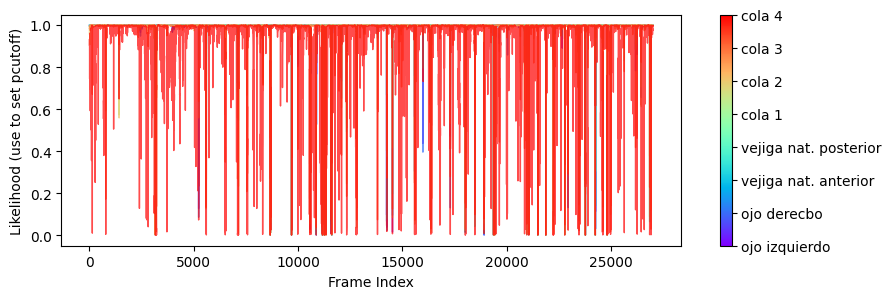 Likelihood (use to set pcutoff)
1.0
0.8
0.6
0.4
0.2
0.0
0
5000
10000
15000
20000
25000
Frame Index
cola 4
cola 3
cola 2
cola 1
vejiga nat. posterior
vejiga nat. anterior
ojo derecbo
ojo izquierdo